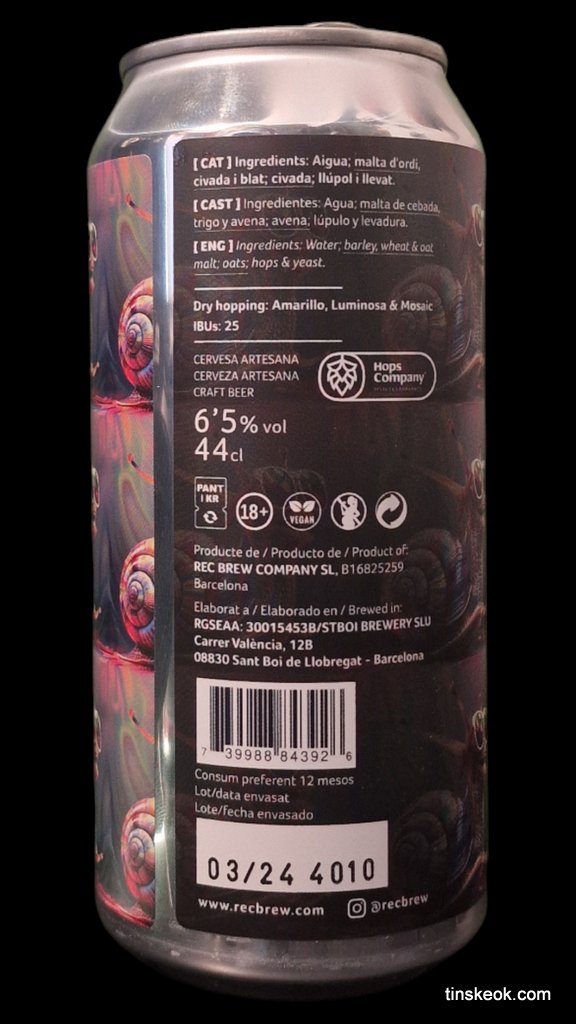 [ CAT ] Ingredients: Aigua; malta d'ordi,
civada i blat; civada; llúpol i llevat.
[ CAST ] Ingredientes: Agua; malta de cebada,
trigo y avena; avena; lúpulo y levadura.
[ ENG ] Ingredients: Water; barley, wheat & oat
malt; oats; hops & yeast.
Dry hopping: Amarillo, Luminosa & Mosaic
IBUs: 25
CERVESA ARTESANA
CERVEZA ARTESANA
CRAFT BEER
Hops
Company
6'5% vol
44cl
PANT
1 KR
18+
VEGAN
Producte de / Producto de / Product of:
REC BREW COMPANY SL, B16825259
Barcelona
Elaborat a / Elaborado en / Brewed in:
RGSEAA: 30015453B/STBOI BREWERY SLU
Carrer València, 12B
08830 Sant Boi de Llobregat - Barcelona
7 39988 84392 6
Consum preferent 12 mesos
Lot/data envasat
Lote/fecha envasado
03/24 4010
www.recbrew.com @recbrew
tinskeok.com